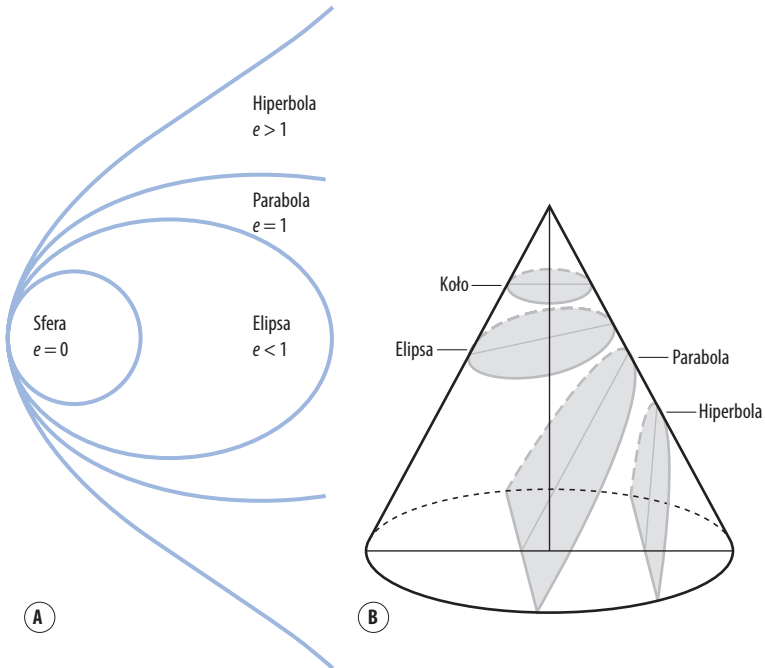 Hiperbola
e > 1
Parabola
e = 1
Sfera
e = 0
Elipsa
e < 1
A
Koło
Elipsa
Parabola
Hiperbola
B